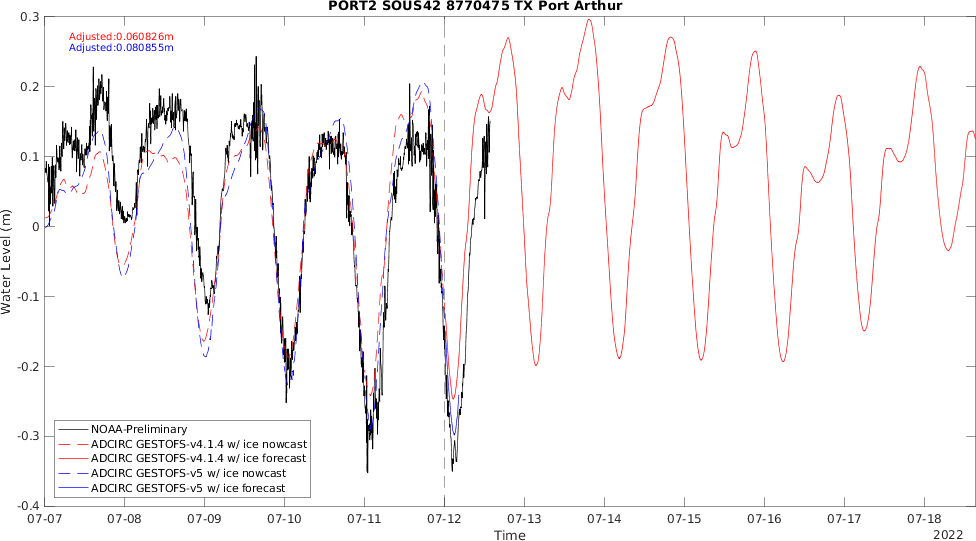 PORT2 SOUS42 8770475 TX Port Arthur
Adjusted:0.060826m
Adjusted:0.080855m
0.3
0.2
0.1
0
-0.1
-0.2
-0.3
-0.4
Water Level (m)
NOAA-Preliminary
ADCIRC GESTOFS-v4.1.4 w/ ice nowcast
ADCIRC GESTOFS-v4.1.4 w/ ice forecast
ADCIRC GESTOFS-v5 w/ ice nowcast
ADCIRC GESTOFS-v5 w/ ice forecast
07-07 07-08 07-09 07-10 07-11 07-12 07-13 07-14 07-15 07-16 07-17 07-18
Time
2022